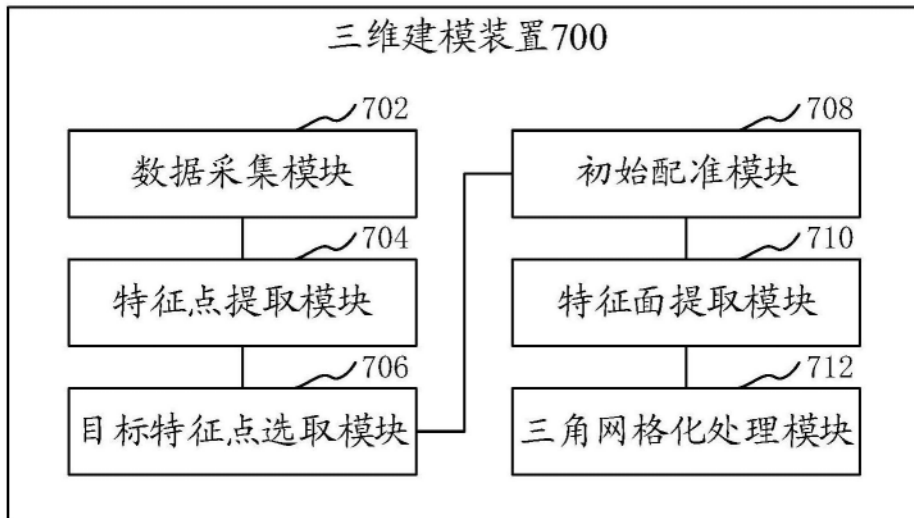 三维建模装置700
702
数据采集模块
704
特征点提取模块
706
目标特征点选取模块
708
初始配准模块
710
特征面提取模块
712
三角网格化处理模块